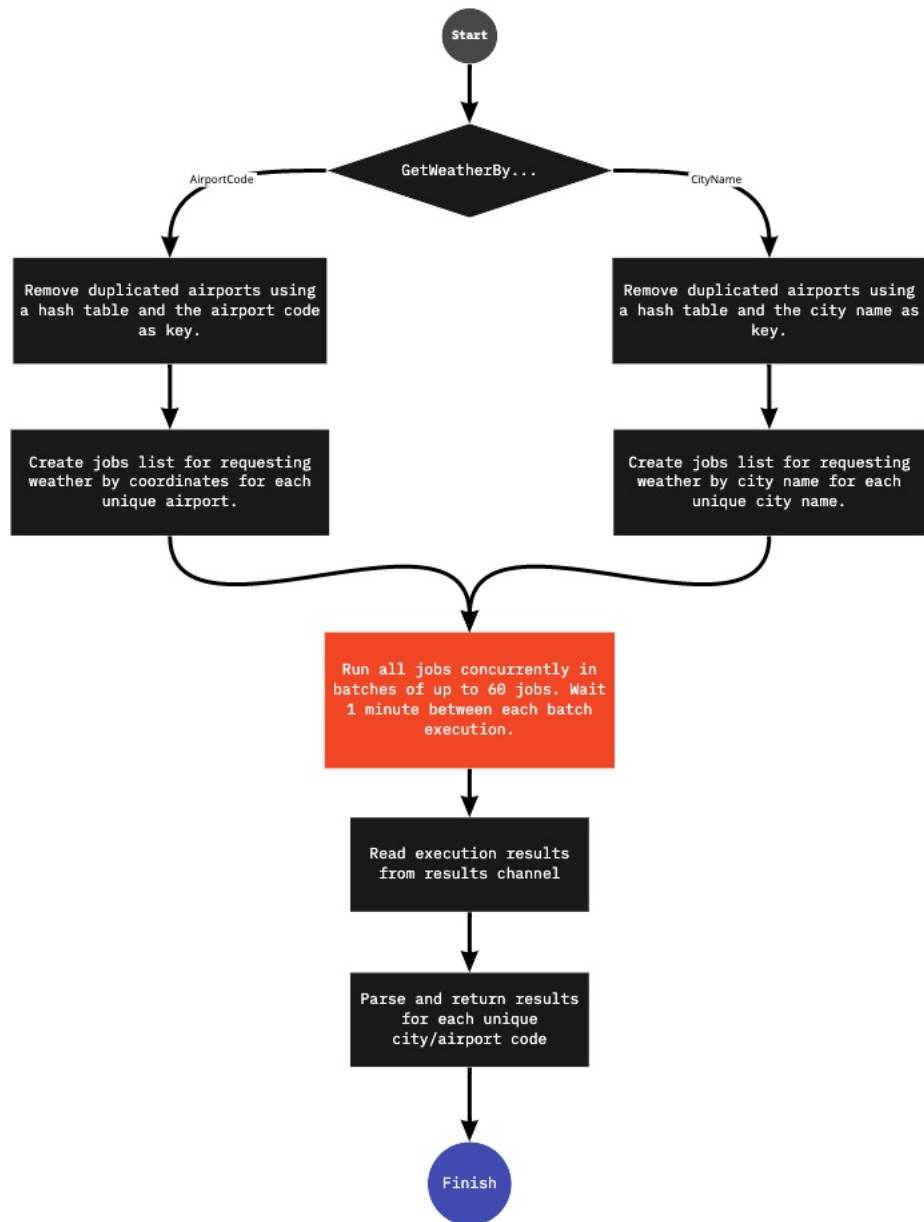 Start
GetWeatherBy...
AirportCode
CityName
Remove duplicated airports using
a hash table and the airport code
as key.
Remove duplicated airports using
a hash table and the city name as
key.
Create jobs list for requesting
weather by coordinates for each
unique airport.
Create jobs list for requesting
weather by city name for each
unique city name.
Run all jobs concurrently in
batches of up to 60 jobs. Wait
1 minute between each batch
execution.
Read execution results
from results channel
Parse and return results
for each unique
city/airport code
Finish